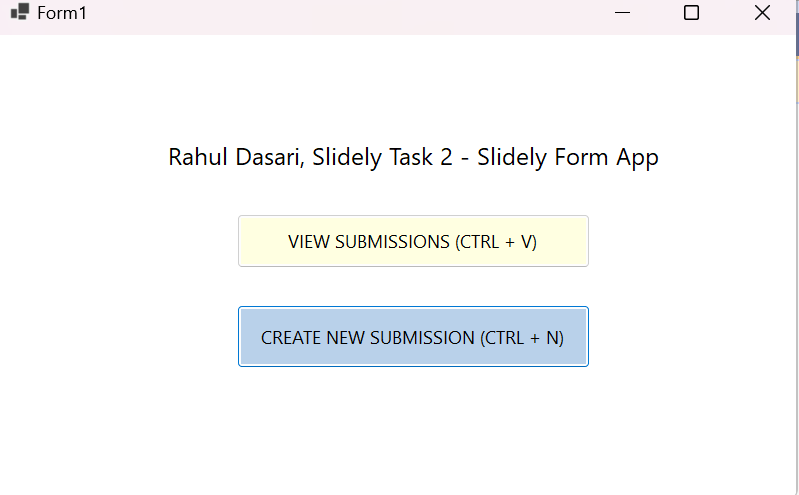 Form1
Rahul Dasari, Slidely Task 2 - Slidely Form App
VIEW SUBMISSIONS (CTRL + V)
CREATE NEW SUBMISSION (CTRL + N)